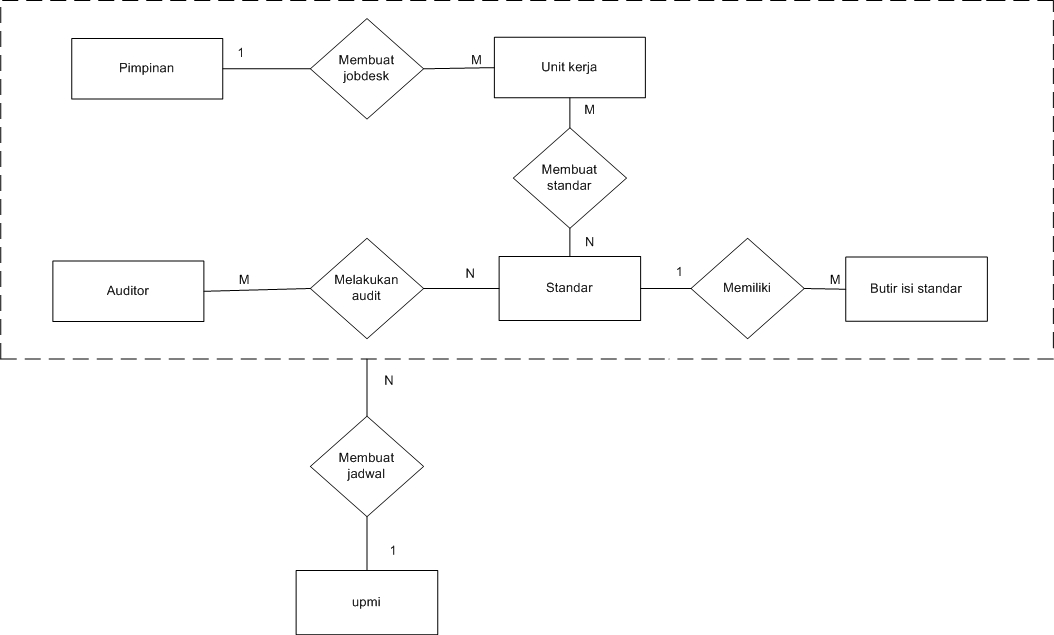 Pimpinan
1
Membuat
jobdesk
M
Unit kerja
M
Membuat
standar
N
Auditor
M
Melakukan
audit
N
Standar
1
Memiliki
M
Butir isi standar
N
Membuat
jadwal
1
upmi